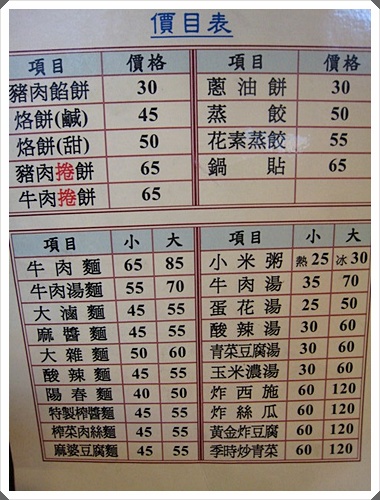 價目表
項目 價格 項目 價格
豬肉餡餅 30 蔥油餅 30
烙餅(鹹) 45 蒸餃 50
烙餅(甜) 50 花素蒸餃 55
豬肉捲餅 65 鍋貼 65
牛肉捲餅 65
項目 小 大 項目 小 大
牛肉麵 65 85 小米粥 熱25 冰30
牛肉湯麵 55 70 牛肉湯 35 70
大滷麵 45 55 蛋花湯 25 50
麻醬麵 45 55 酸辣湯 30 60
大雜麵 50 60 青菜豆腐湯 30 60
酸辣麵 45 55 玉米濃湯 30 60
陽春麵 40 50 炸西施 60 120
特製榨醬麵 45 55 炸絲瓜 60 120
榨菜肉絲麵 45 55 黃金炸豆腐 60 120
麻婆豆腐麵 45 55 季時炒青菜 60 120